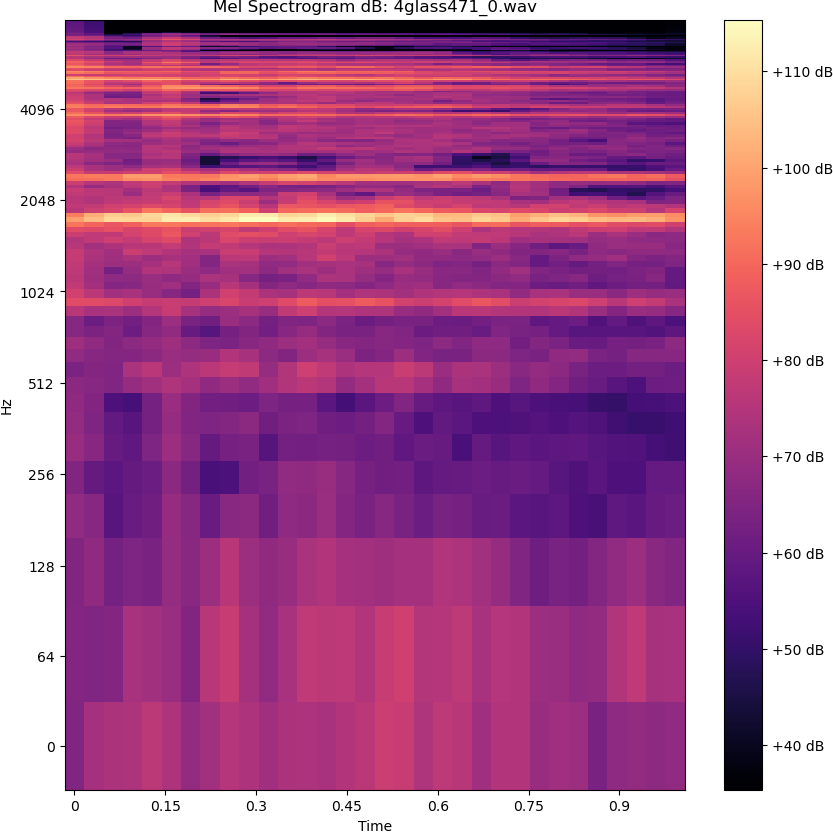 Mel Spectrogram dB: 4glass471_0.wav
4096
2048
1024
512
256
128
64
0
Hz
0 0.15 0.3 0.45 0.6 0.75 0.9
Time
+110 dB
+100 dB
+90 dB
+80 dB
+70 dB
+60 dB
+50 dB
+40 dB